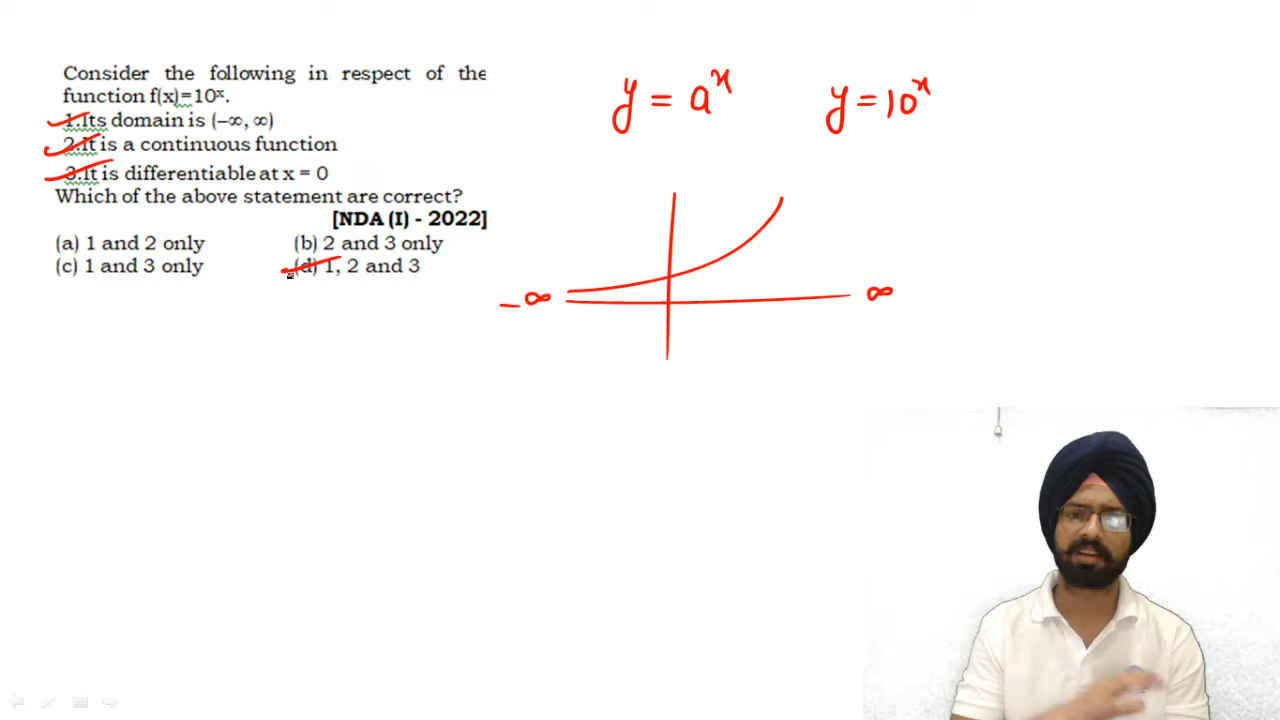 Consider the following in respect of the
function f(x)=10ˣ.
1.Its domain is (−∞, ∞)
2.It is a continuous function
3.It is differentiable at x = 0
Which of the above statement are correct?
[NDA (I) - 2022]
(a) 1 and 2 only (b) 2 and 3 only
(c) 1 and 3 only (d) 1, 2 and 3
y = aˣ y = 10ˣ
−∞ ∞